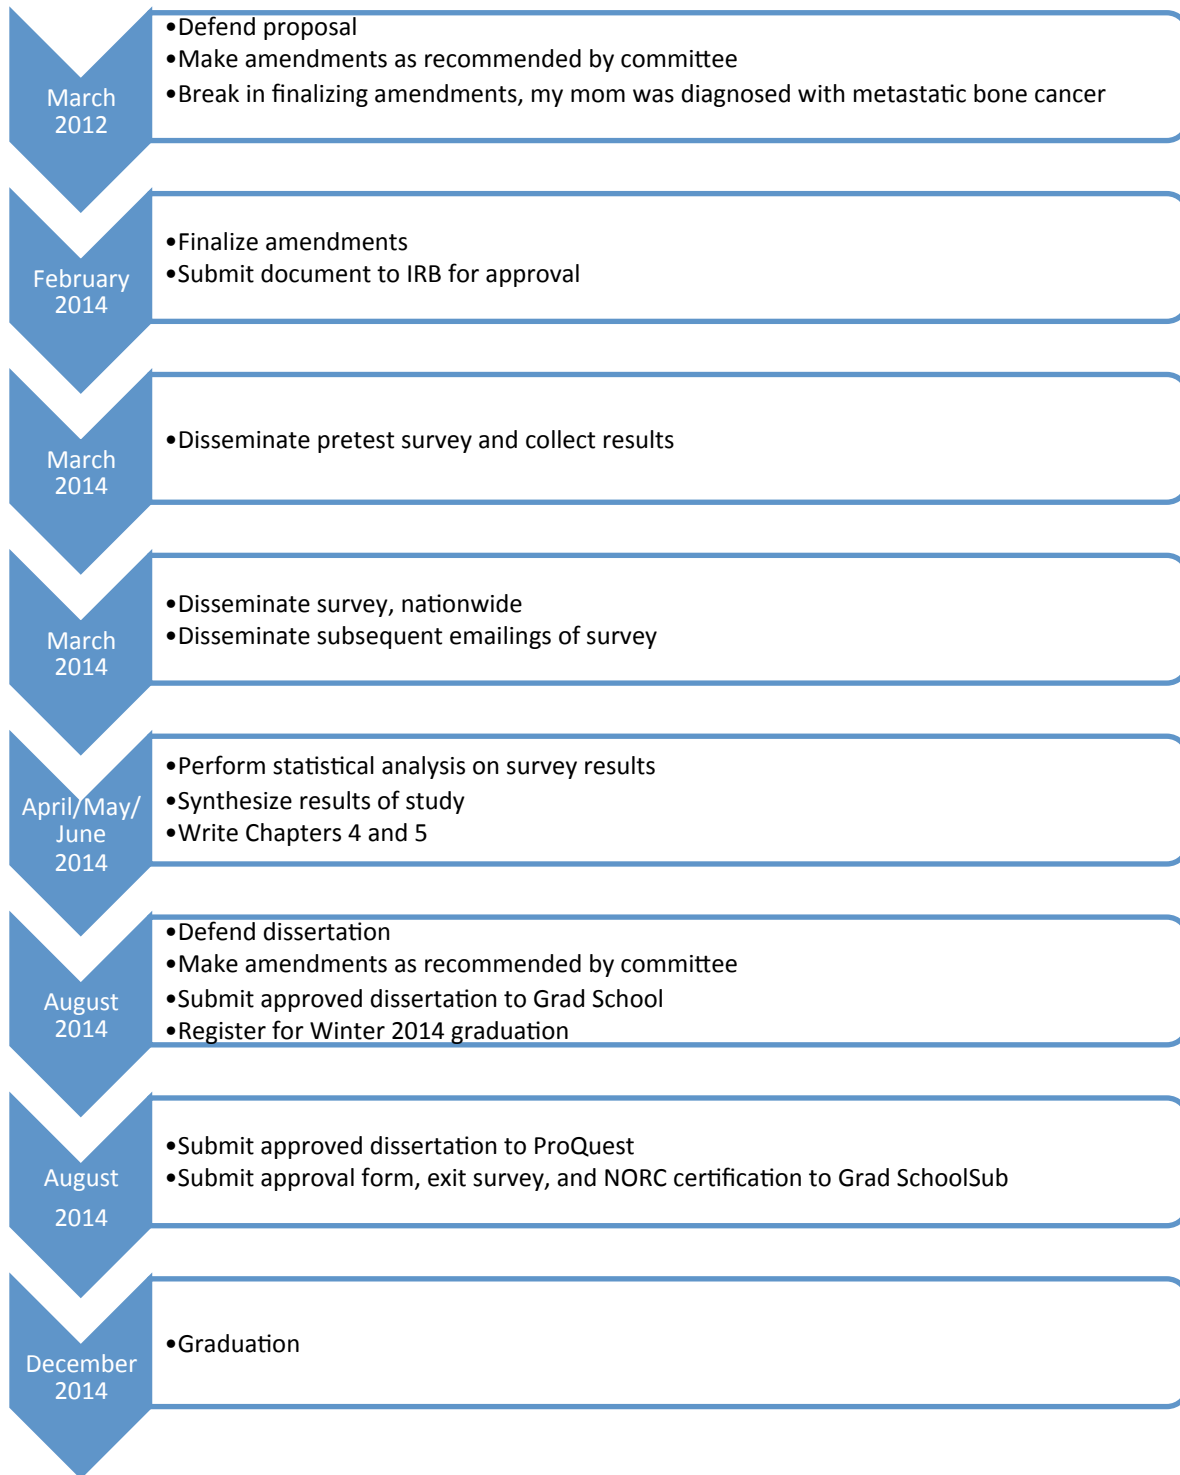 March
2012
•Defend proposal
•Make amendments as recommended by committee
•Break in finalizing amendments, my mom was diagnosed with metastatic bone cancer
February
2014
•Finalize amendments
•Submit document to IRB for approval
March
2014
•Disseminate pretest survey and collect results
March
2014
•Disseminate survey, nationwide
•Disseminate subsequent emailings of survey
April/May/
June
2014
•Perform statistical analysis on survey results
•Synthesize results of study
•Write Chapters 4 and 5
August
2014
•Defend dissertation
•Make amendments as recommended by committee
•Submit approved dissertation to Grad School
•Register for Winter 2014 graduation
August
2014
•Submit approved dissertation to ProQuest
•Submit approval form, exit survey, and NORC certification to Grad SchoolSub
December
2014
•Graduation